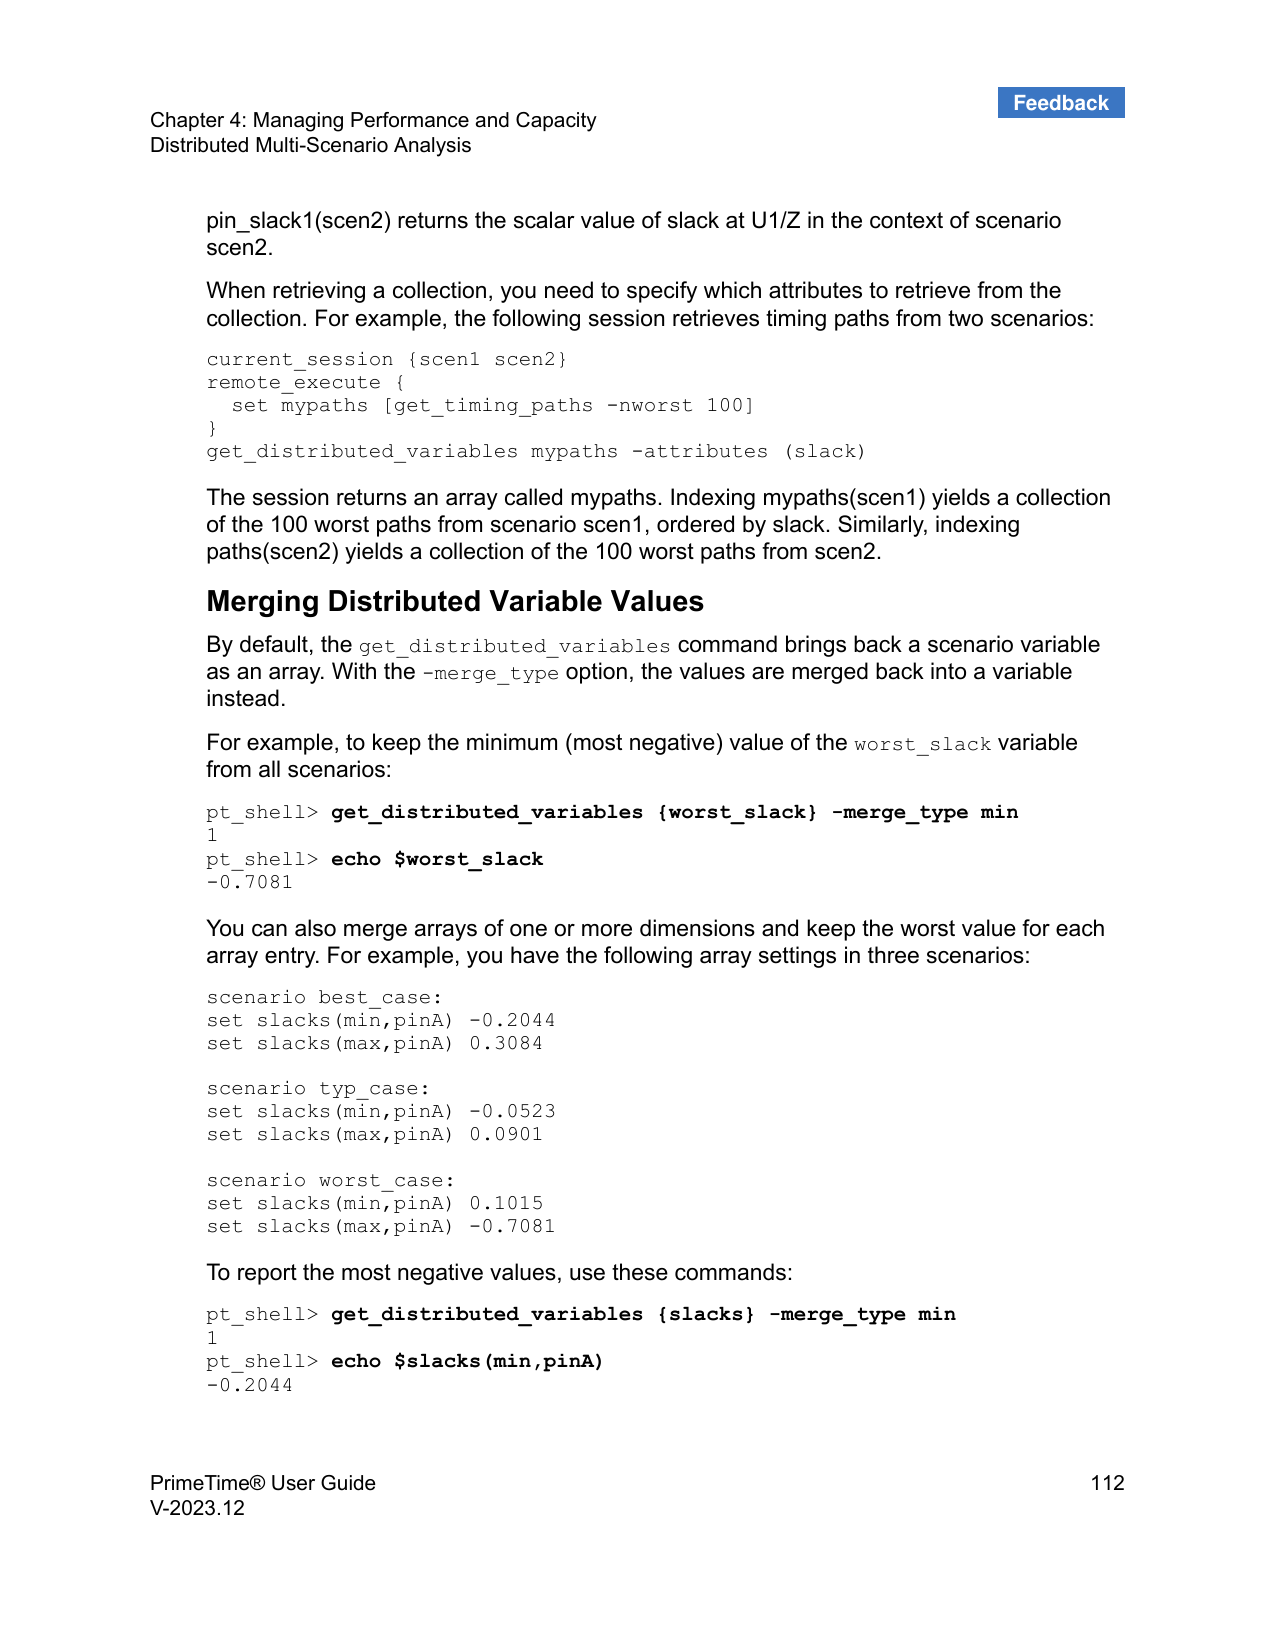 Feedback
Chapter 4: Managing Performance and Capacity
Distributed Multi-Scenario Analysis
pin_slack1(scen2) returns the scalar value of slack at U1/Z in the context of scenario
scen2.
When retrieving a collection, you need to specify which attributes to retrieve from the
collection. For example, the following session retrieves timing paths from two scenarios:
current_session {scen1 scen2}
remote_execute {
  set mypaths [get_timing_paths -nworst 100]
}
get_distributed_variables mypaths -attributes (slack)
The session returns an array called mypaths. Indexing mypaths(scen1) yields a collection
of the 100 worst paths from scenario scen1, ordered by slack. Similarly, indexing
paths(scen2) yields a collection of the 100 worst paths from scen2.
Merging Distributed Variable Values
By default, the get_distributed_variables command brings back a scenario variable
as an array. With the -merge_type option, the values are merged back into a variable
instead.
For example, to keep the minimum (most negative) value of the worst_slack variable
from all scenarios:
pt_shell> get_distributed_variables {worst_slack} -merge_type min
1
pt_shell> echo $worst_slack
-0.7081
You can also merge arrays of one or more dimensions and keep the worst value for each
array entry. For example, you have the following array settings in three scenarios:
scenario best_case:
set slacks(min,pinA) -0.2044
set slacks(max,pinA) 0.3084
scenario typ_case:
set slacks(min,pinA) -0.0523
set slacks(max,pinA) 0.0901
scenario worst_case:
set slacks(min,pinA) 0.1015
set slacks(max,pinA) -0.7081
To report the most negative values, use these commands:
pt_shell> get_distributed_variables {slacks} -merge_type min
1
pt_shell> echo $slacks(min,pinA)
-0.2044
PrimeTime® User Guide 112
V-2023.12